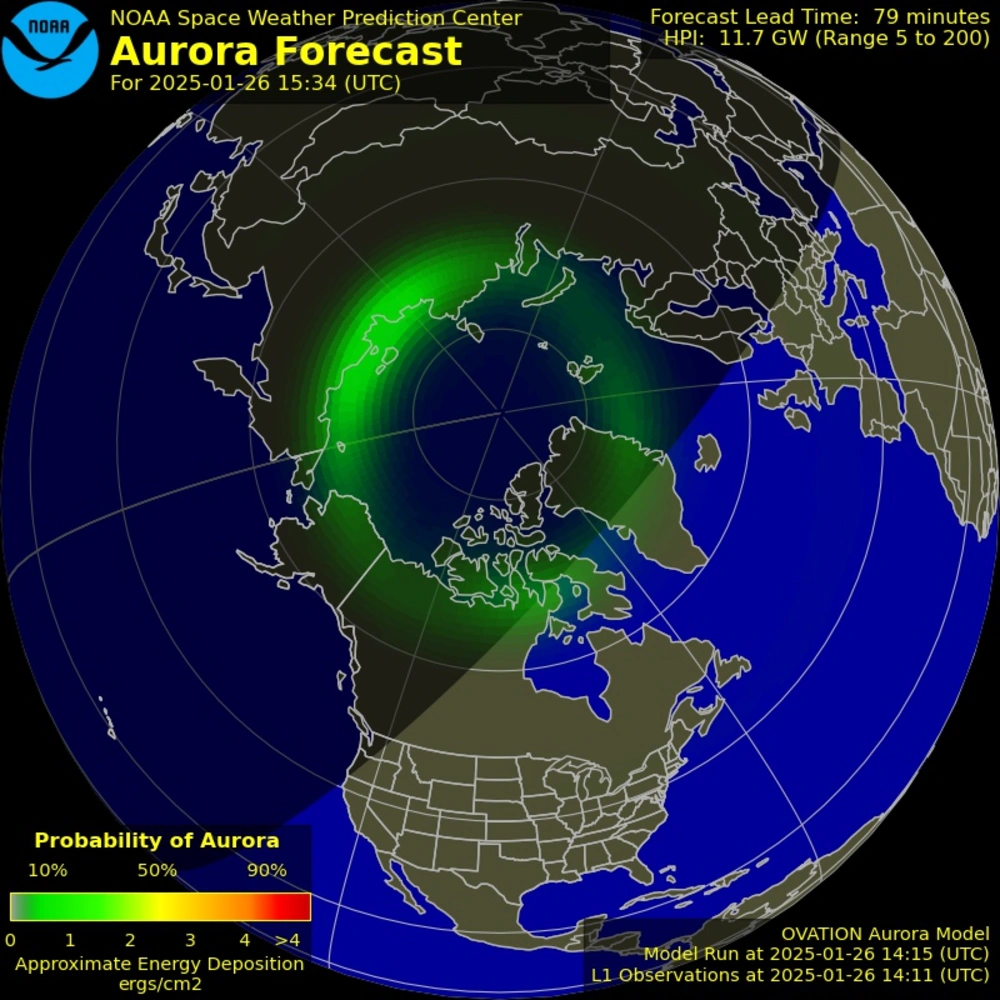 NOAA
NOAA Space Weather Prediction Center
Aurora Forecast
For 2025-01-26 15:34 (UTC)
Forecast Lead Time: 79 minutes
HPI: 11.7 GW (Range 5 to 200)
Probability of Aurora
10% 50% 90%
0 1 2 3 4 >4
Approximate Energy Deposition
ergs/cm2
OVATION Aurora Model
Model Run at 2025-01-26 14:15 (UTC)
L1 Observations at 2025-01-26 14:11 (UTC)